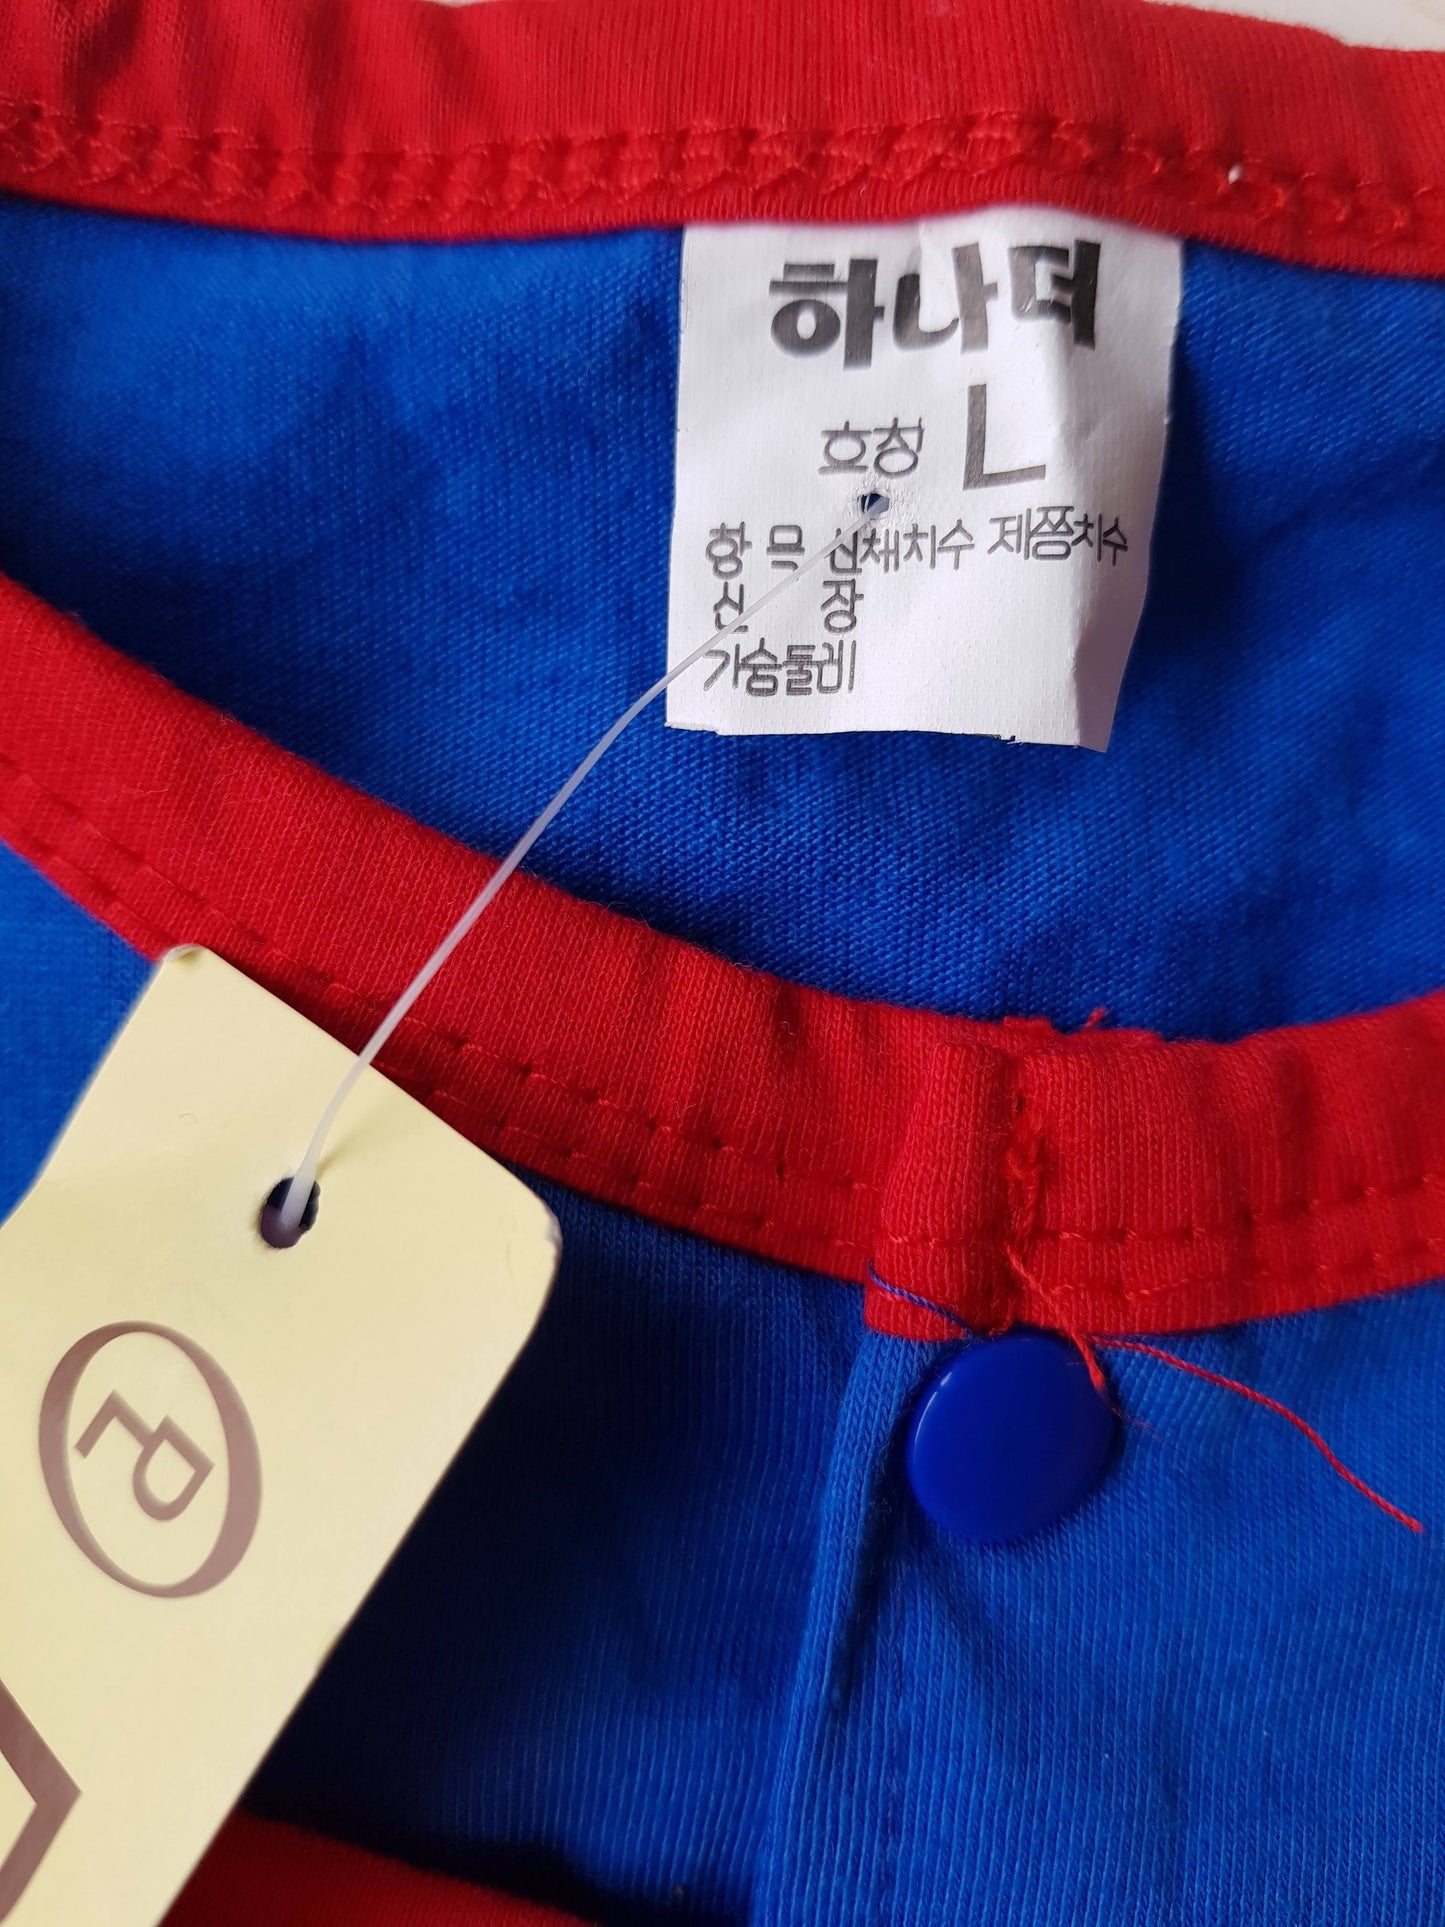 하나더
호칭 L
항 목 신체치수 제품치수
신 장
가슴둘레
P